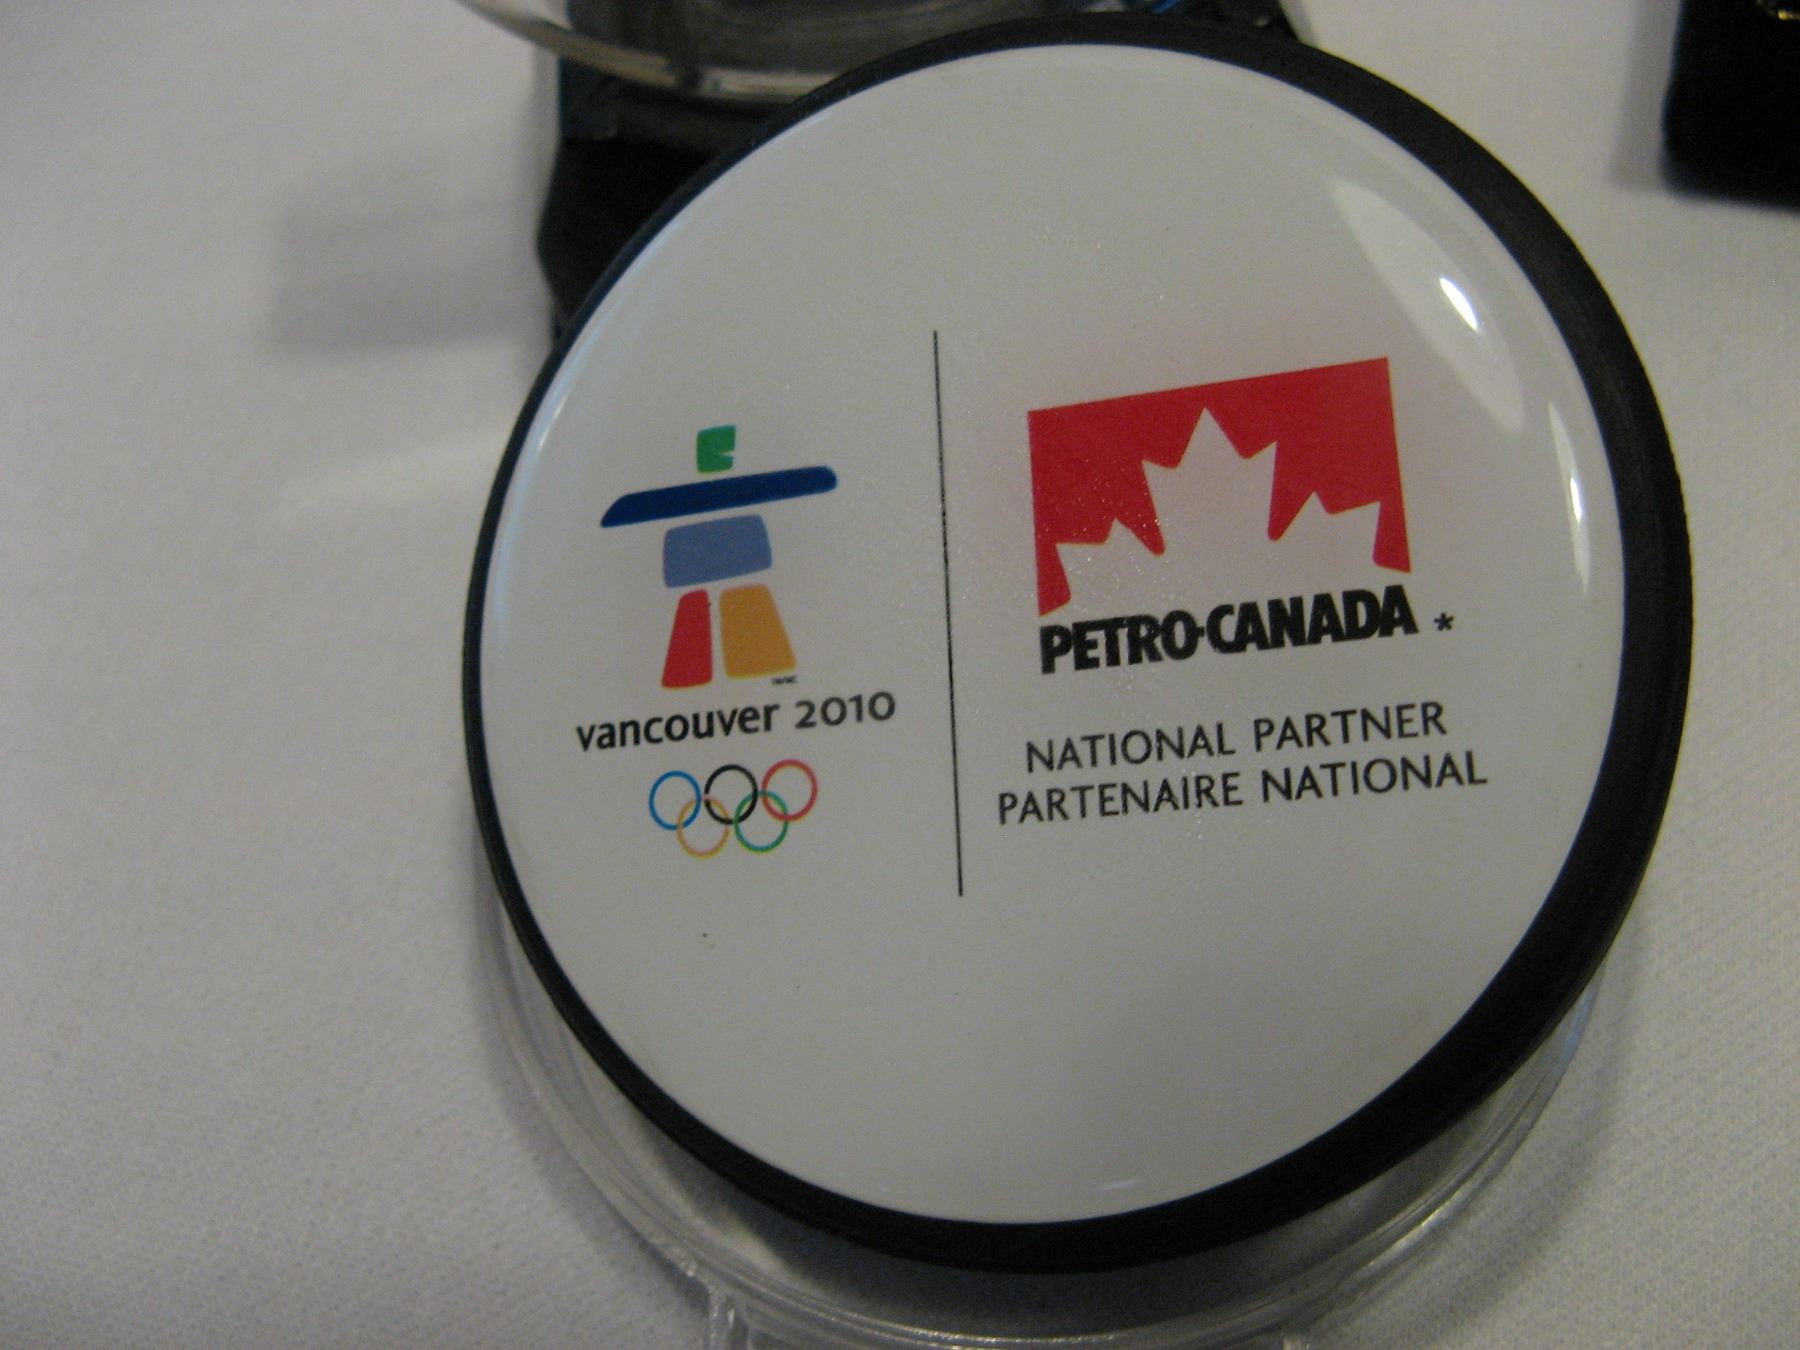 vancouver 2010
PETRO-CANADA *
NATIONAL PARTNER
PARTENAIRE NATIONAL